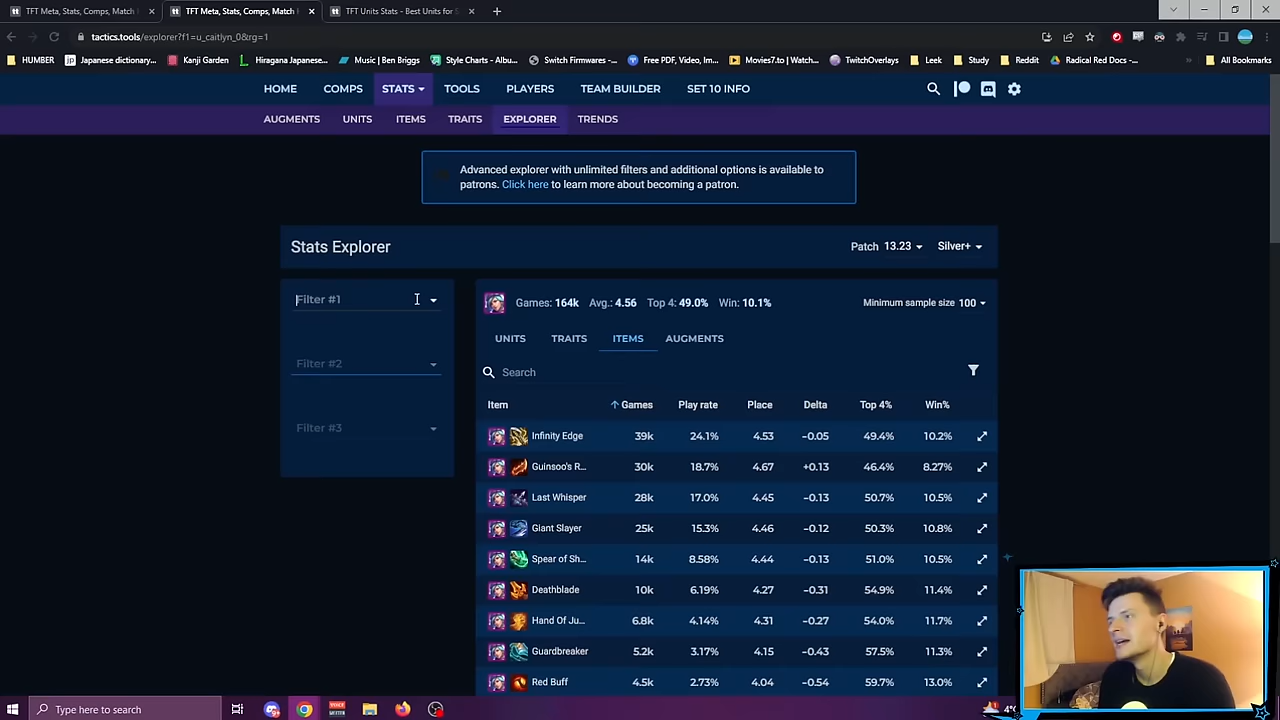 TFT Meta, Stats, Comps, Match
TFT Meta, Stats, Comps, Match
TFT Units Stats - Best Units for S
tactics.tools/explorer?f1=u_caitlyn_0&rg=1
HUMBER
Japanese dictionary...
Kanji Garden
Hiragana Japanese...
Music | Ben Briggs
Style Charts - Albu...
Switch Firmwares -...
Free PDF, Video, Im...
Movies7.to | Watch...
TwitchOverlays
Leek
Study
Reddit
Radical Red Docs -...
All Bookmarks
HOME
COMPS
STATS
TOOLS
PLAYERS
TEAM BUILDER
SET 10 INFO
AUGMENTS
UNITS
ITEMS
TRAITS
EXPLORER
TRENDS
Advanced explorer with unlimited filters and additional options is available to
patrons. Click here to learn more about becoming a patron.
Stats Explorer
Patch 13.23
Silver+
Filter #1
Filter #2
Filter #3
Games: 164k Avg.: 4.56 Top 4: 49.0% Win: 10.1%
Minimum sample size 100
UNITS TRAITS ITEMS AUGMENTS
Search
Item Games Play rate Place Delta Top 4% Win%
Infinity Edge 39k 24.1% 4.53 −0.05 49.4% 10.2%
Guinsoo's R... 30k 18.7% 4.67 +0.13 46.4% 8.27%
Last Whisper 28k 17.0% 4.45 −0.13 50.7% 10.5%
Giant Slayer 25k 15.3% 4.46 −0.12 50.3% 10.8%
Spear of Sh... 14k 8.58% 4.44 −0.13 51.0% 10.5%
Deathblade 10k 6.19% 4.27 −0.31 54.9% 11.4%
Hand Of Ju... 6.8k 4.14% 4.31 −0.27 54.0% 11.7%
Guardbreaker 5.2k 3.17% 4.15 −0.43 57.5% 11.3%
Red Buff 4.5k 2.73% 4.04 −0.54 59.7% 13.0%
Type here to search